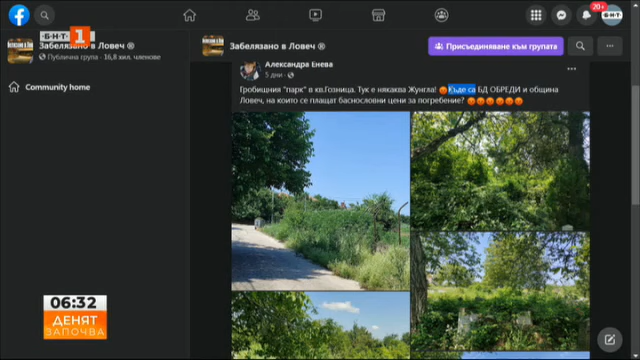 20+
БНТ 1
БНТ
Забелязано в Ловеч ®
Публична група · 16,8 хил. членове
Community home
Забелязано в Ловеч ®
Присъединяване към групата
Александра Енева
5 дни ·
Гробищния "парк" в кв.Гозница. Тук е някаква Жунгла! 😡Къде са БД ОБРЕДИ и община
Ловеч, на които се плащат баснословни цени за погребение? 😡😡😡😡😡😡
06:32
ДЕНЯТ
ЗАПОЧВА